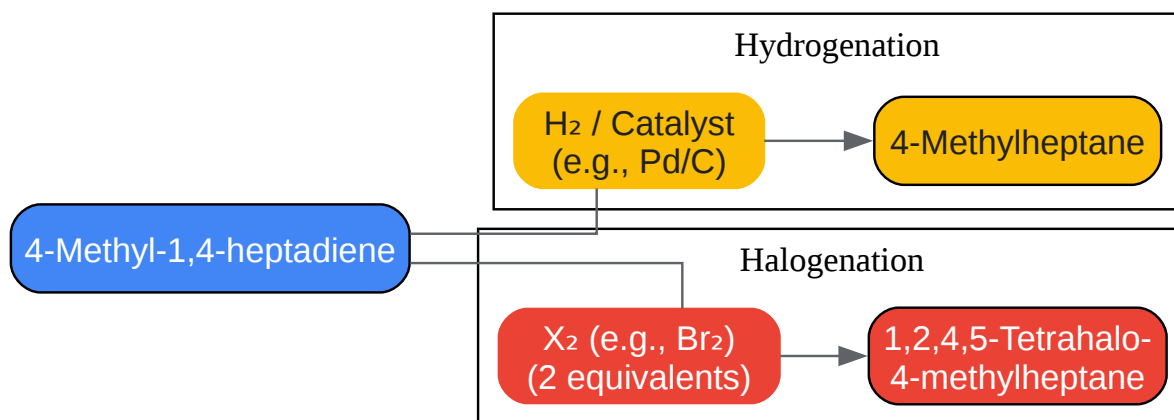 Hydrogenation
H₂ / Catalyst
(e.g., Pd/C)
4-Methylheptane
4-Methyl-1,4-heptadiene
Halogenation
X₂ (e.g., Br₂)
(2 equivalents)
1,2,4,5-Tetrahalo-
4-methylheptane